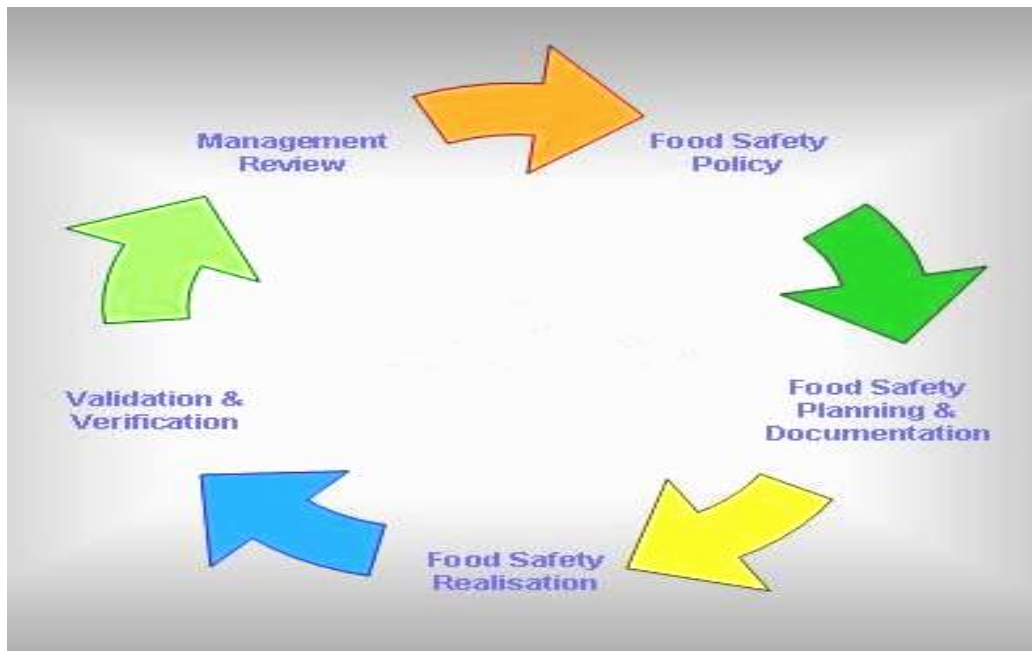 Management
Review
Food Safety
Policy
Food Safety
Planning &
Documentation
Food Safety
Realisation
Validation &
Verification